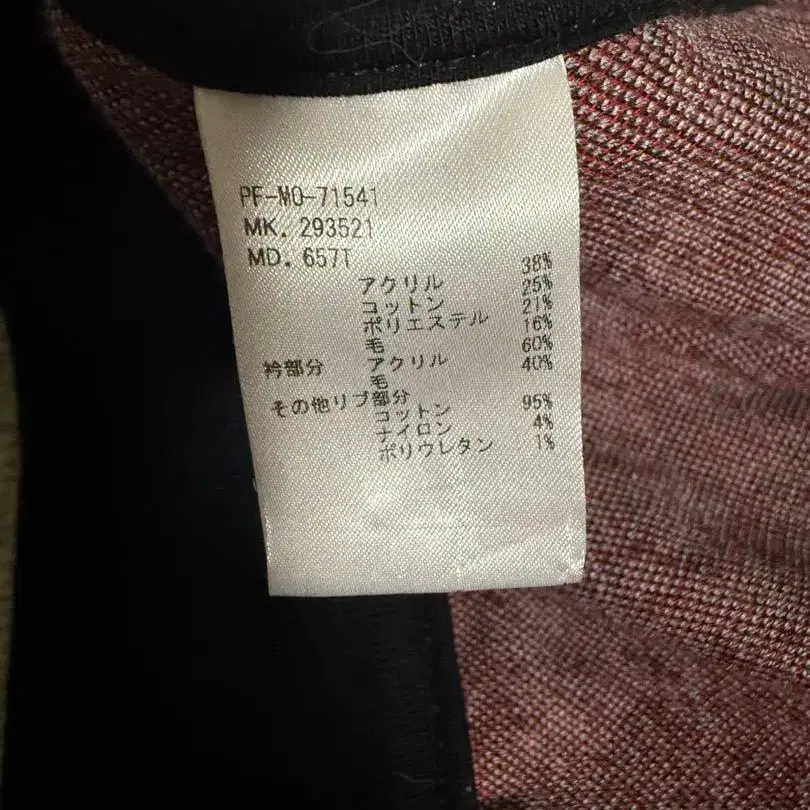 PF-MO-71541
MK. 293521
MD. 657T
アクリル 38%
コットン 25%
ポリエステル 21%
毛 16%
衿部分 アクリル 60%
毛 40%
その他リブ部分
コットン 95%
ナイロン 4%
ポリウレタン 1%